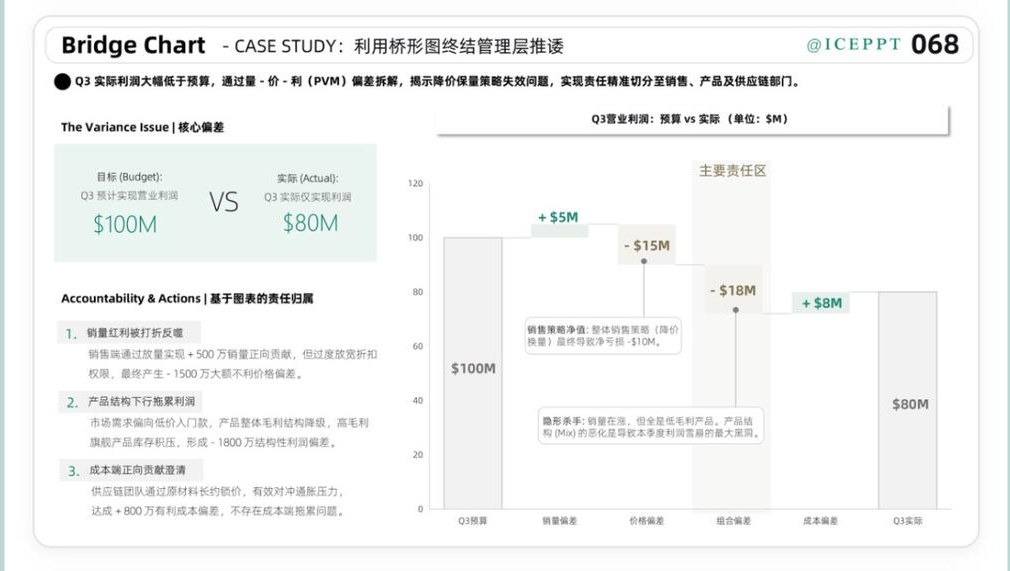 Bridge Chart - CASE STUDY：利用桥形图终结管理层推诿
@ICEPPT 068
Q3 实际利润大幅低于预算，通过量 - 价 - 利（PVM）偏差拆解，揭示降价保量策略失效问题，实现责任精准切分至销售、产品及供应链部门。
The Variance Issue | 核心偏差
目标 (Budget):
Q3 预计实现营业利润
$100M
VS
实际 (Actual):
Q3 实际仅实现利润
$80M
Accountability & Actions | 基于图表的责任归属
1. 销量红利被打折反噬
销售端通过放量实现 + 500 万销量正向贡献，但过度放宽折扣
权限，最终产生 - 1500 万大额不利价格偏差。
2. 产品结构下行拖累利润
市场需求偏向低价入门款，产品整体毛利结构降级，高毛利
旗舰产品库存积压，形成 - 1800 万结构性利润偏差。
3. 成本端正向贡献澄清
供应链团队通过原材料长约锁价，有效对冲通胀压力，
达成 + 800 万有利成本偏差，不存在成本端拖累问题。
Q3营业利润：预算 vs 实际 （单位：$M）
主要责任区
120
100
80
60
40
20
0
$100M
+ $5M
- $15M
- $18M
+ $8M
$80M
销售策略净值: 整体销售策略（降价
换量）最终导致净亏损 -$10M。
隐形杀手: 销量在涨，但全是低毛利产品。产品结
构 (Mix) 的恶化是导致本季度利润雪崩的最大黑洞。
Q3预算
销量偏差
价格偏差
组合偏差
成本偏差
Q3实际